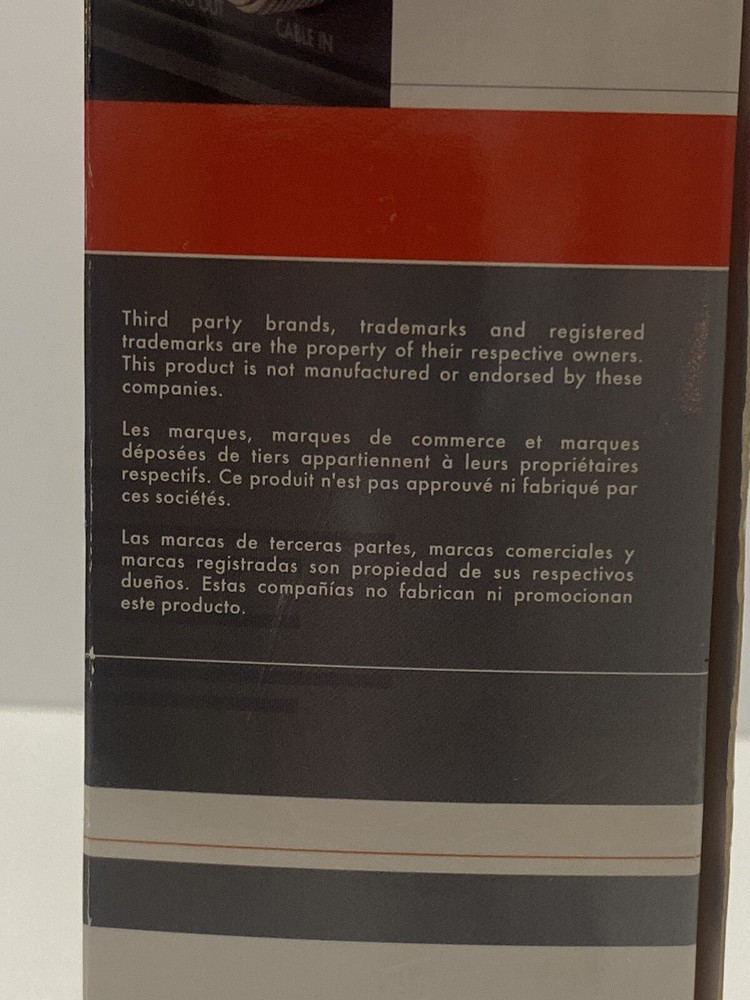 OUT
CABLE IN
Third party brands, trademarks and registered
trademarks are the property of their respective owners.
This product is not manufactured or endorsed by these
companies.
Les marques, marques de commerce et marques
déposées de tiers appartiennent à leurs propriétaires
respectifs. Ce produit n'est pas approuvé ni fabriqué par
ces sociétés.
Las marcas de terceras partes, marcas comerciales y
marcas registradas son propiedad de sus respectivos
dueños. Estas compañías no fabrican ni promocionan
este producto.